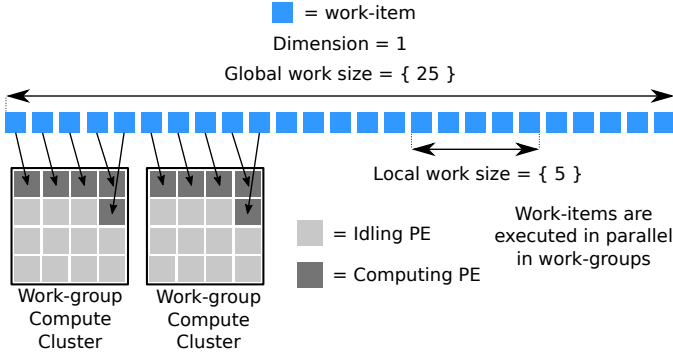 = work-item
Dimension = 1
Global work size = { 25 }
Local work size = { 5 }
= Idling PE
= Computing PE
Work-items are
executed in parallel
in work-groups
Work-group
Compute
Cluster
Work-group
Compute
Cluster